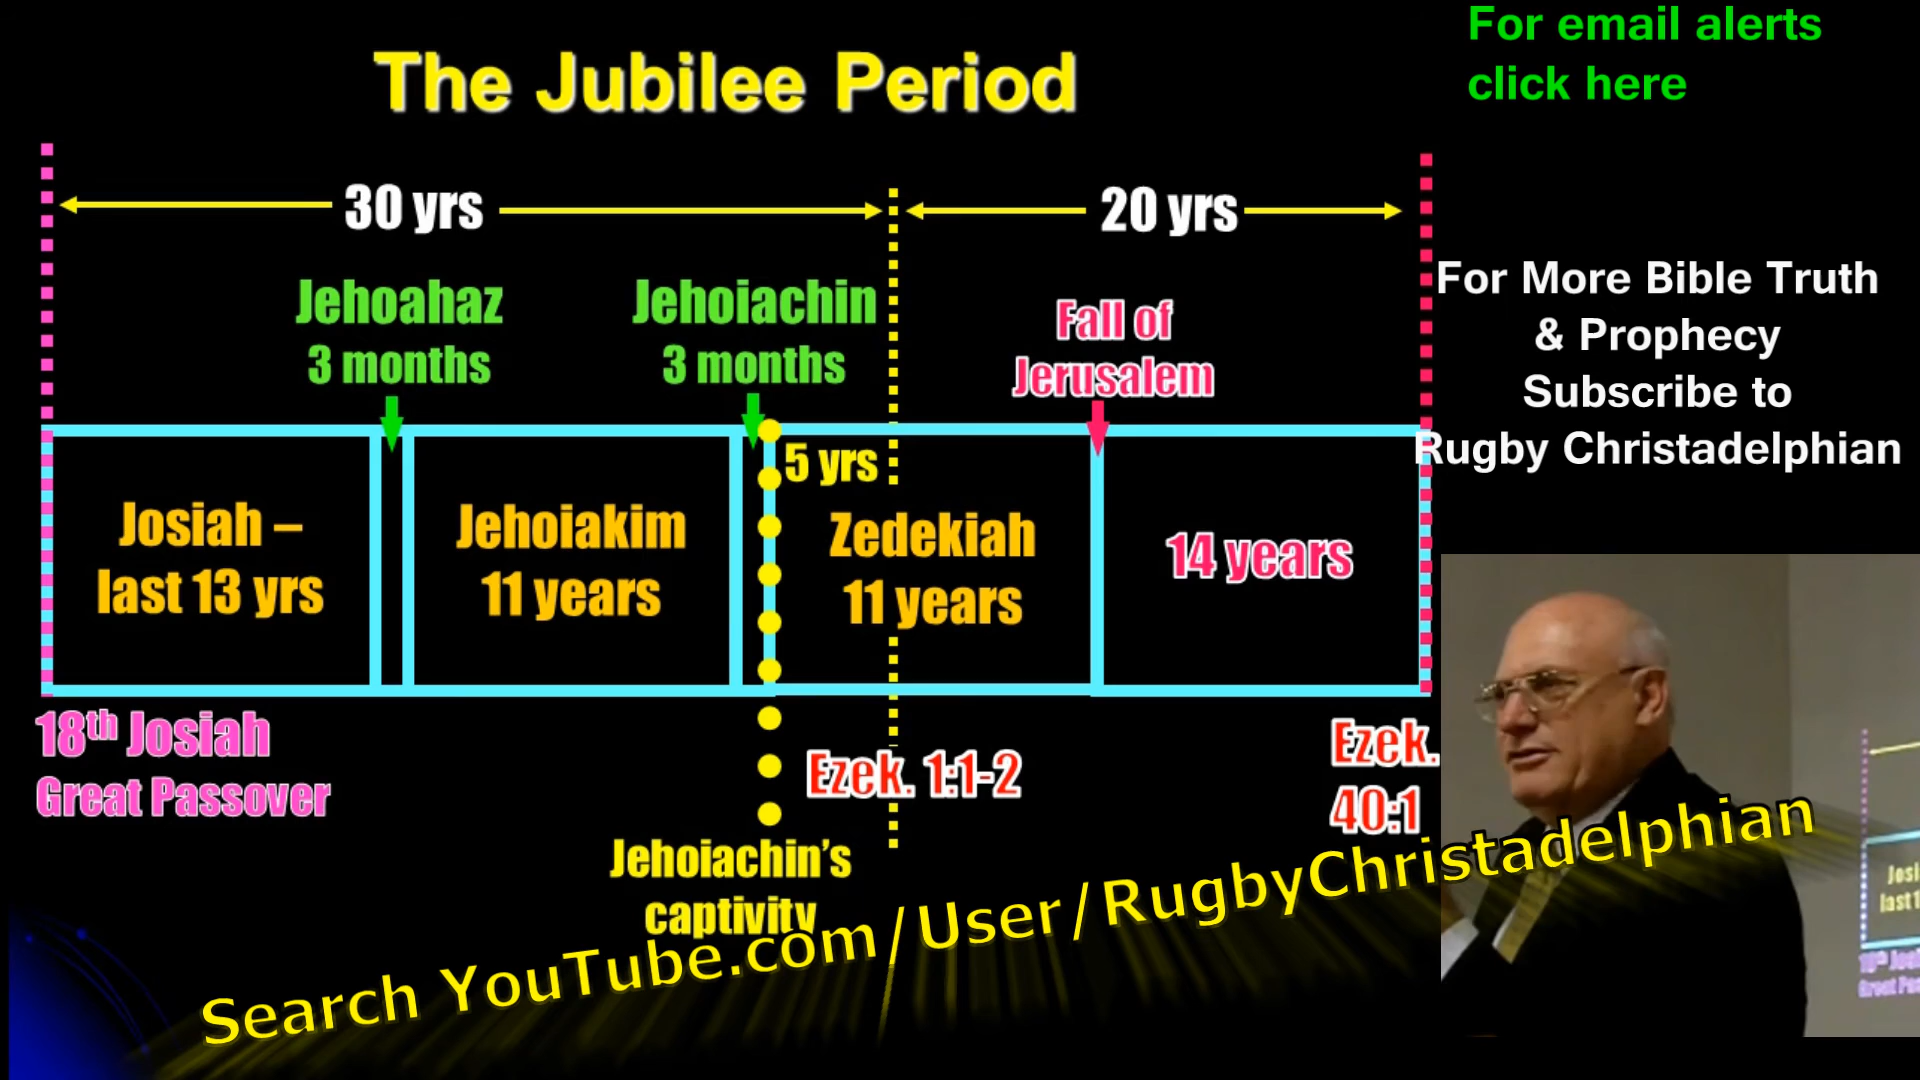 The Jubilee Period
For email alerts
click here
30 yrs
20 yrs
Jehoahaz
3 months
Jehoiachin
3 months
Fall of
Jerusalem
For More Bible Truth
& Prophecy
Subscribe to
Rugby Christadelphian
5 yrs
Josiah –
last 13 yrs
Jehoiakim
11 years
Zedekiah
11 years
14 years
18th Josiah
Great Passover
Ezek. 1:1-2
Ezek.
40:1
Jehoiachin's
captivity
Search YouTube.com/User/RugbyChristadelphian